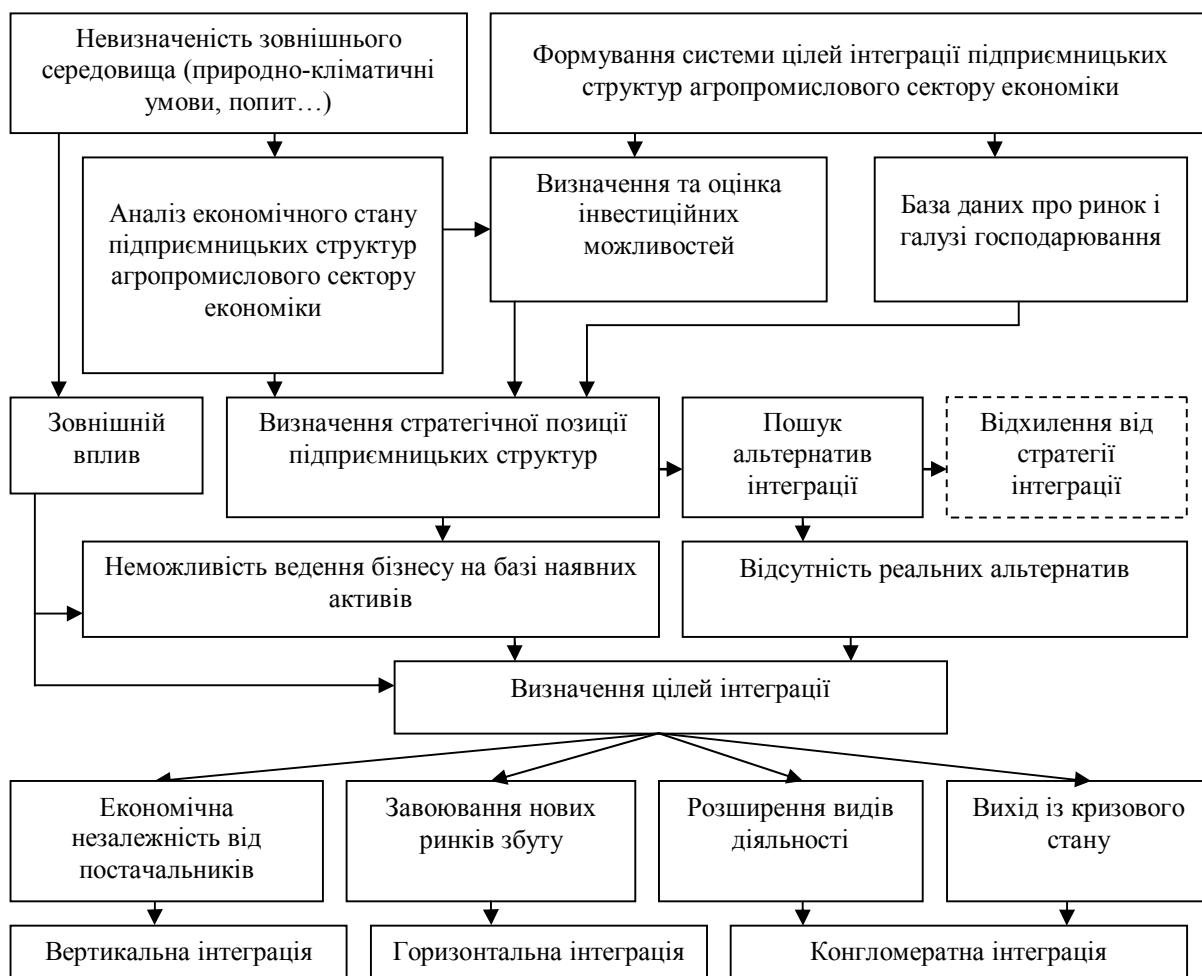 Невизначеність зовнішнього
середовища (природно-кліматичні
умови, попит…)
Формування системи цілей інтеграції підприємницьких
структур агропромислового сектору економіки
Аналіз економічного стану
підприємницьких структур
агропромислового сектору
економіки
Визначення та оцінка
інвестиційних
можливостей
База даних про ринок і
галузі господарювання
Зовнішній
вплив
Визначення стратегічної позиції
підприємницьких структур
Пошук
альтернатив
інтеграції
Відхилення від
стратегії
інтеграції
Неможливість ведення бізнесу на базі наявних
активів
Відсутність реальних альтернатив
Визначення цілей інтеграції
Економічна
незалежність від
постачальників
Завоювання нових
ринків збуту
Розширення видів
діяльності
Вихід із кризового
стану
Вертикальна інтеграція
Горизонтальна інтеграція
Конгломератна інтеграція